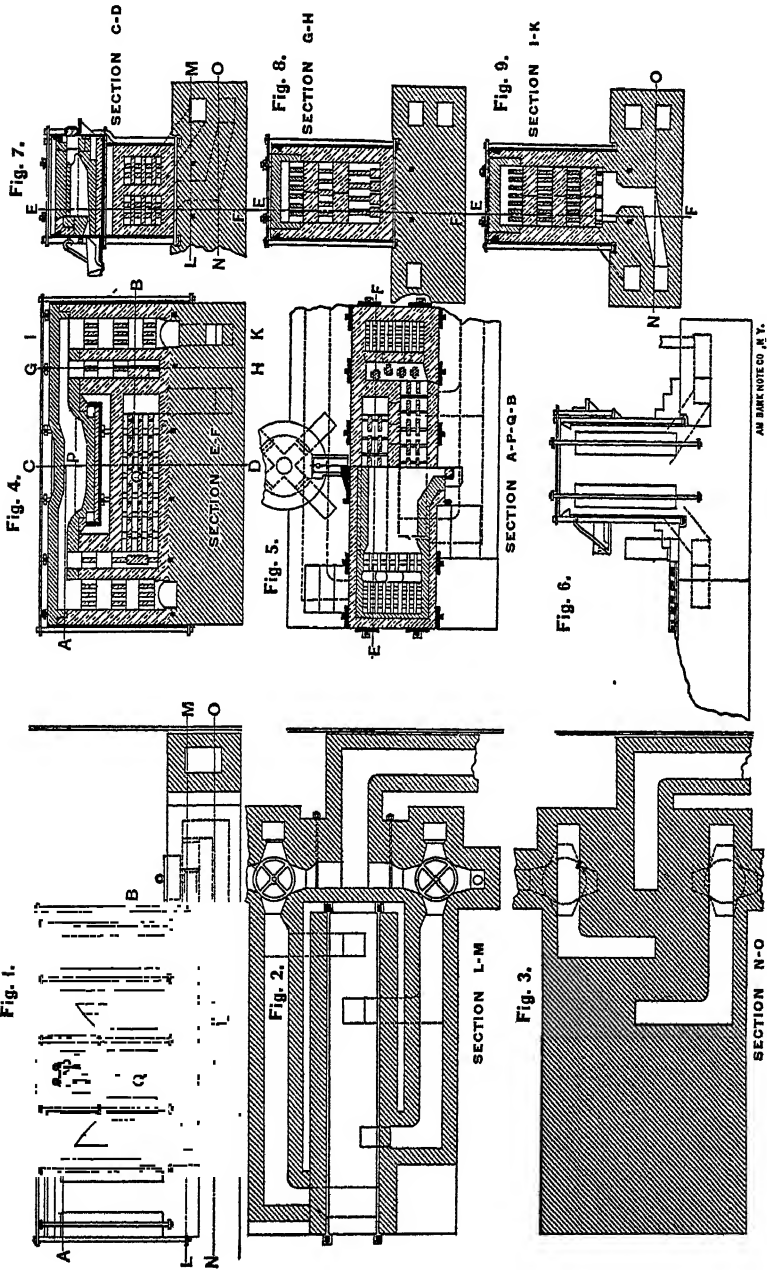 Fig. 1.
A
B
Q
L
L
M
N
O
Fig. 2.
SECTION L-M
Fig. 3.
SECTION N-O
Fig. 4.
A
B
C
D
G
H
I
K
P
SECTION E-F
Fig. 5.
E
F
SECTION A-P-Q-B
Fig. 6.
Fig. 7.
E
F
L
M
N
O
SECTION C-D
Fig. 8.
E
F
SECTION G-H
Fig. 9.
E
F
N
O
SECTION I-K
AM BANK NOTE CO, N.Y.